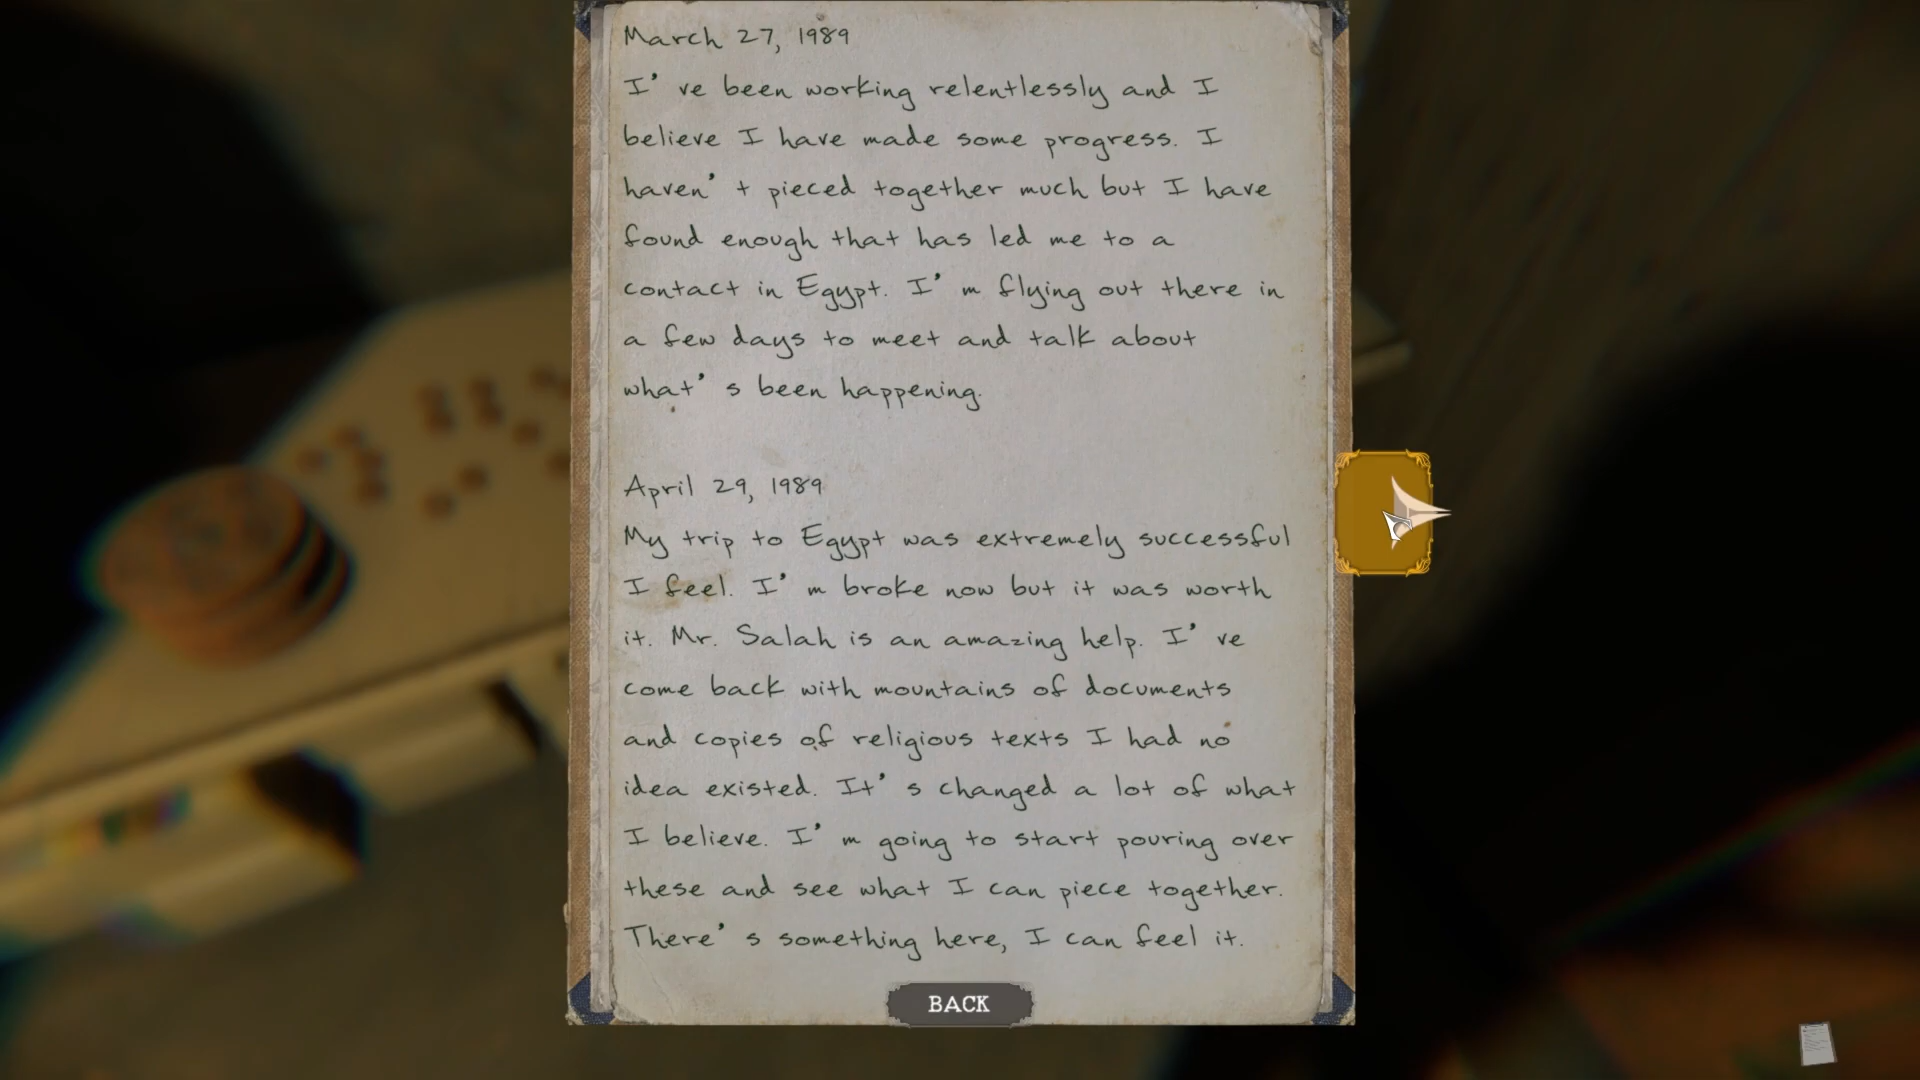 March 27, 1989
I've been working relentlessly and I
believe I have made some progress. I
haven't pieced together much but I have
found enough that has led me to a
contact in Egypt. I'm flying out there in
a few days to meet and talk about
what's been happening.
April 29, 1989
My trip to Egypt was extremely successful
I feel. I'm broke now but it was worth
it. Mr. Salah is an amazing help. I've
come back with mountains of documents
and copies of religious texts I had no
idea existed. It's changed a lot of what
I believe. I'm going to start pouring over
these and see what I can piece together.
There's something here, I can feel it.
BACK